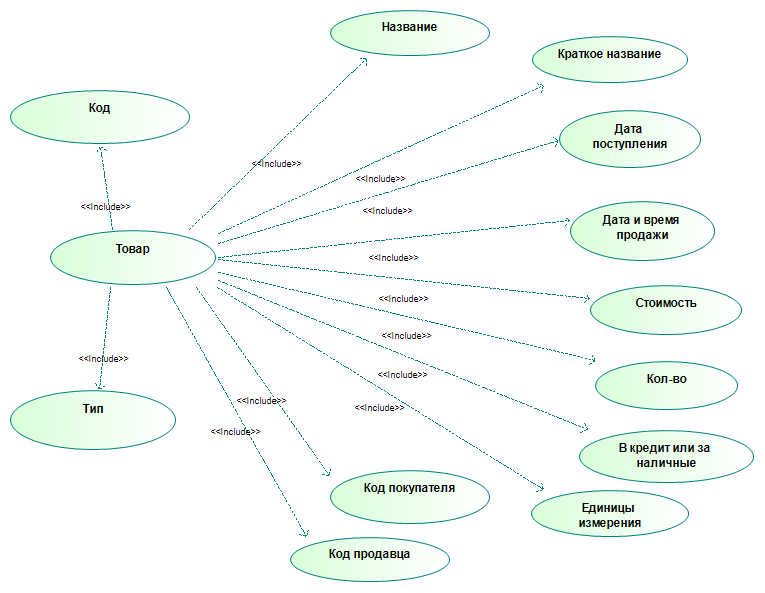 Название
Краткое название
Код
Дата
поступления
<<Include>>
<<Include>>
<<Include>>
<<Include>>
Дата и время
продажи
Товар
<<Include>>
<<Include>>
Стоимость
<<Include>>
<<Include>>
<<Include>>
Кол-во
Тип
<<Include>>
<<Include>>
<<Include>>
В кредит или за
наличные
Код покупателя
Единицы
измерения
Код продавца